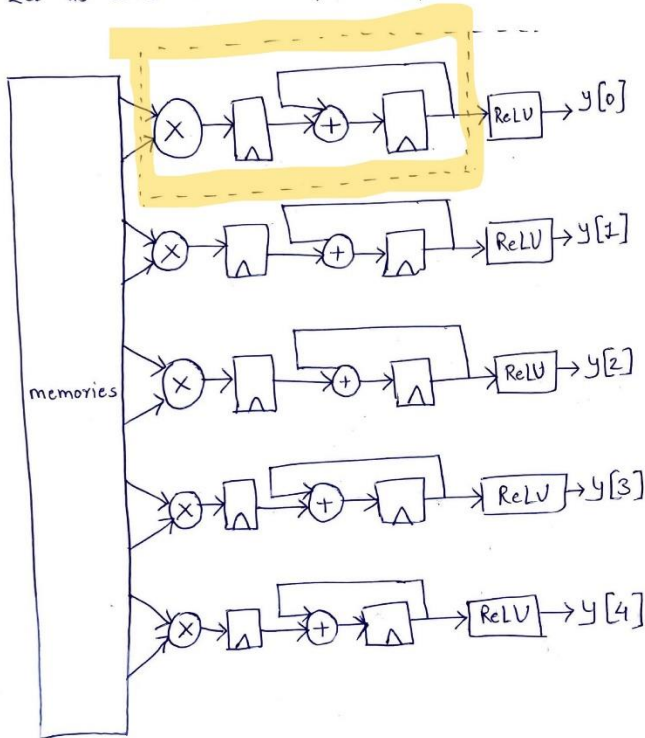 × + ReLU y[0]
× + ReLU y[1]
memories × + ReLU y[2]
× + ReLU y[3]
× + ReLU y[4]